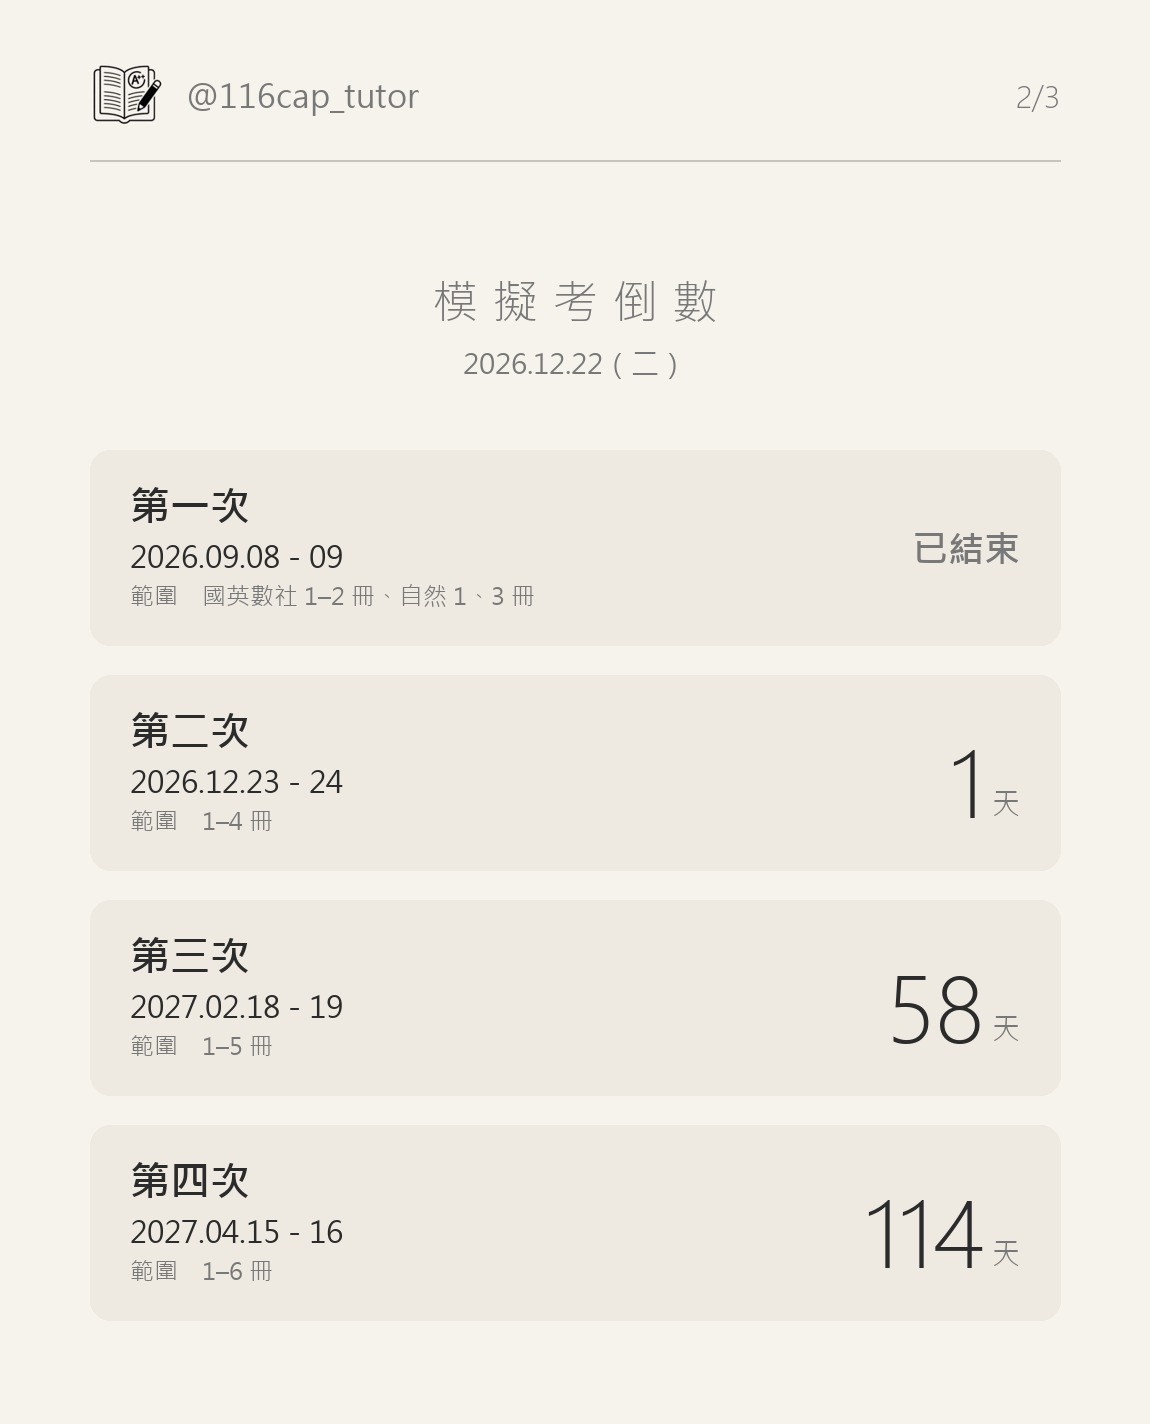 @116cap_tutor
2/3
模擬考倒數
2026.12.22（二）
第一次
2026.09.08 - 09
範圍　國英數社 1–2 冊、自然 1、3 冊
已結束
第二次
2026.12.23 - 24
範圍　1–4 冊
1 天
第三次
2027.02.18 - 19
範圍　1–5 冊
58 天
第四次
2027.04.15 - 16
範圍　1–6 冊
114 天